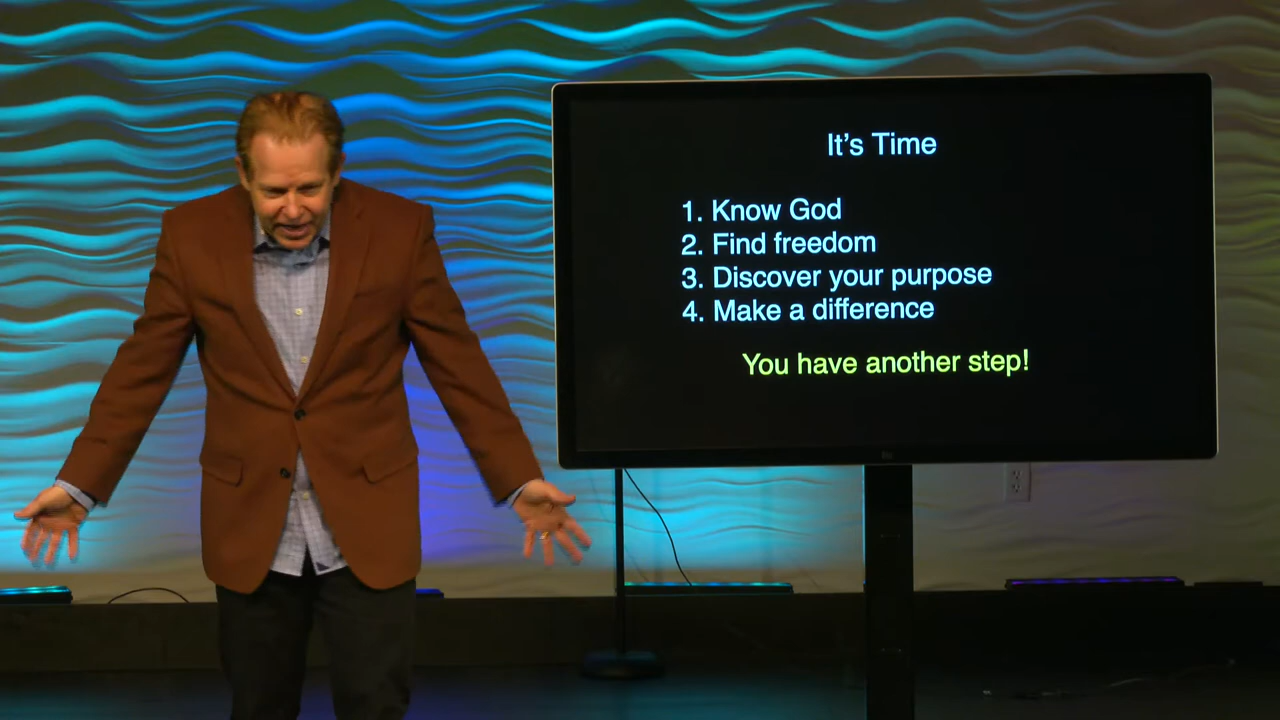 It’s Time
1. Know God
2. Find freedom
3. Discover your purpose
4. Make a difference
You have another step!